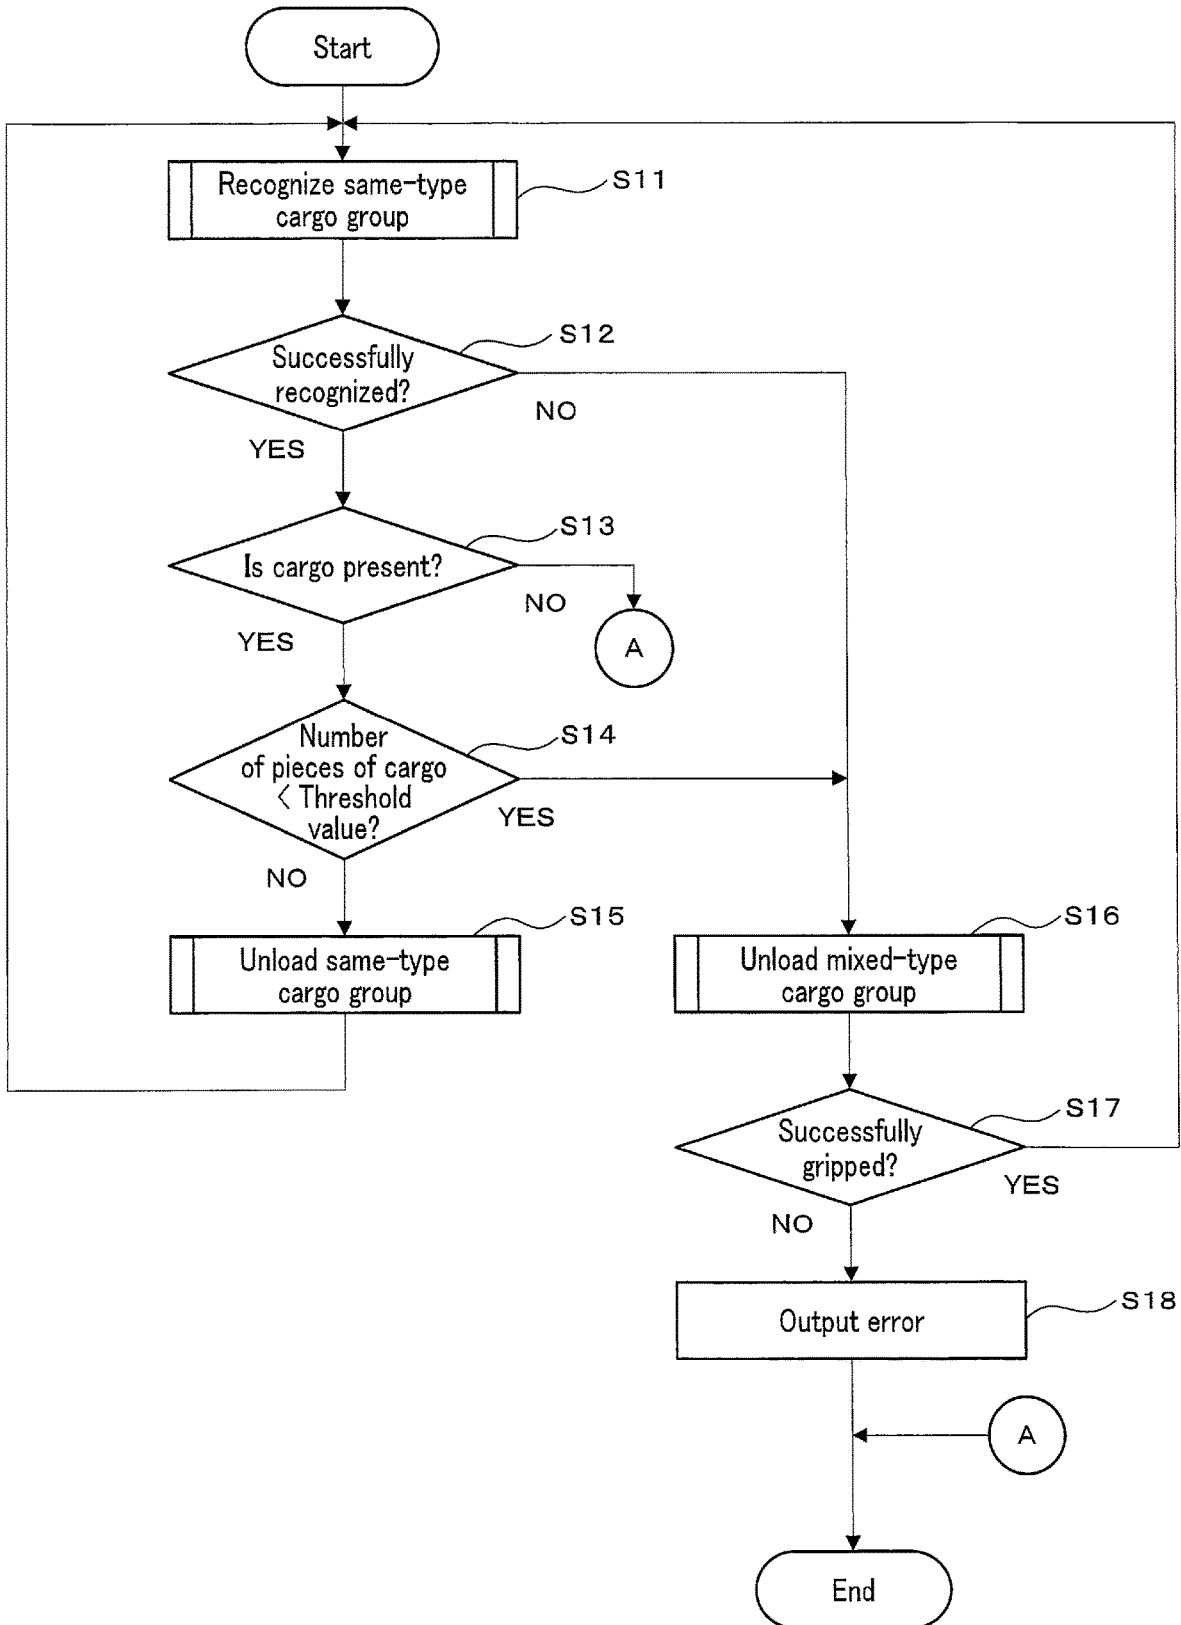 Start
Recognize same-type
cargo group
S11
S12
Successfully
recognized?
NO
YES
S13
Is cargo present?
NO
YES
A
S14
Number
of pieces of cargo
< Threshold
value?
YES
NO
S15
Unload same-type
cargo group
S16
Unload mixed-type
cargo group
S17
Successfully
gripped?
YES
NO
S18
Output error
A
End